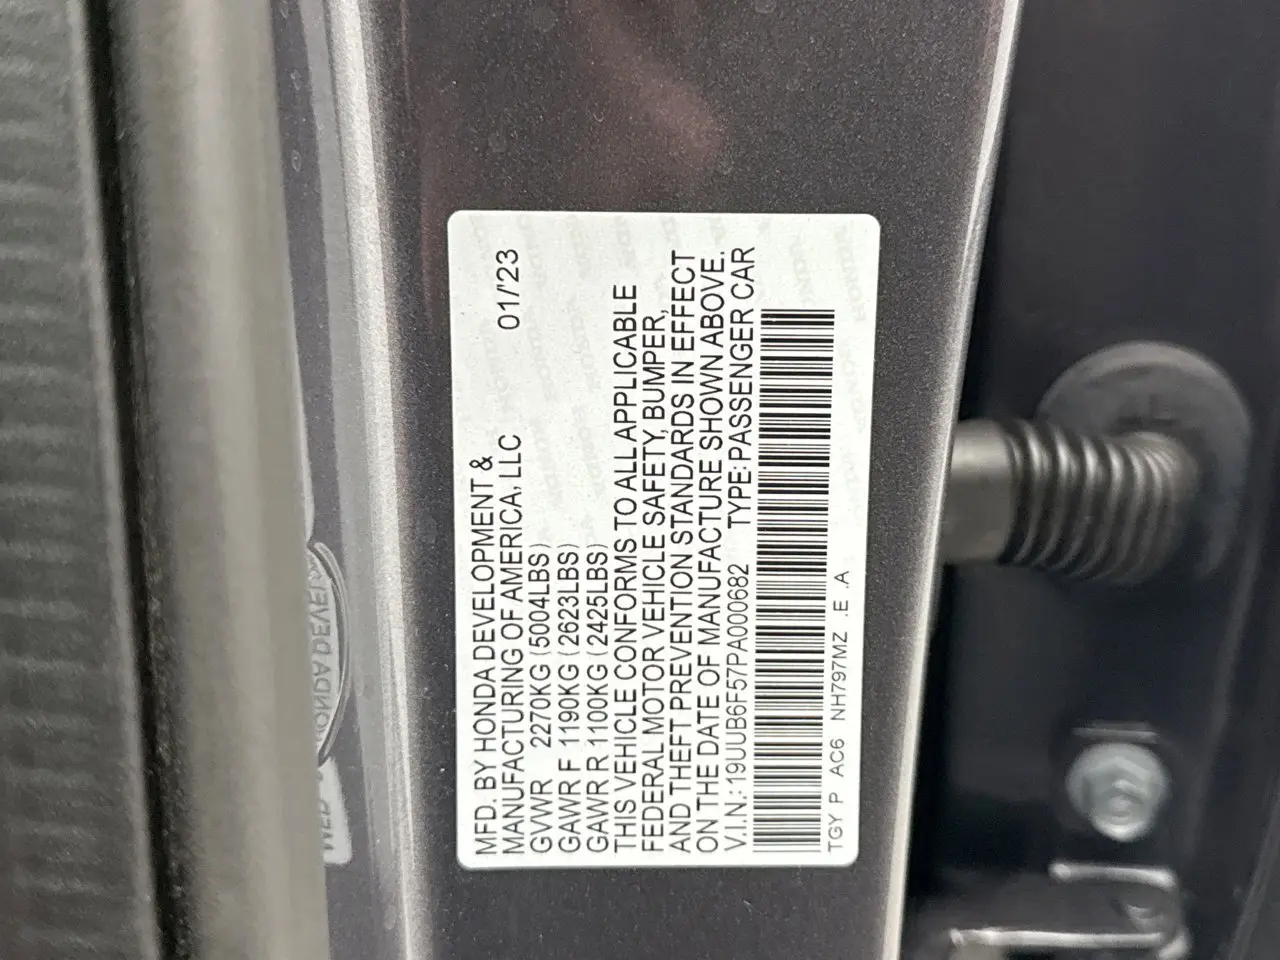 MFD. BY HONDA DEVELOPMENT &
MANUFACTURING OF AMERICA, LLC 01/'23
GVWR 2270KG (5004LBS)
GAWR F 1190KG (2623LBS)
GAWR R 1100KG (2425LBS)
THIS VEHICLE CONFORMS TO ALL APPLICABLE
FEDERAL MOTOR VEHICLE SAFETY, BUMPER,
AND THEFT PREVENTION STANDARDS IN EFFECT
ON THE DATE OF MANUFACTURE SHOWN ABOVE.
V.I.N.: 19UUB6F57PA000682 TYPE: PASSENGER CAR
TGY P AC6 NH797MZ .E .A